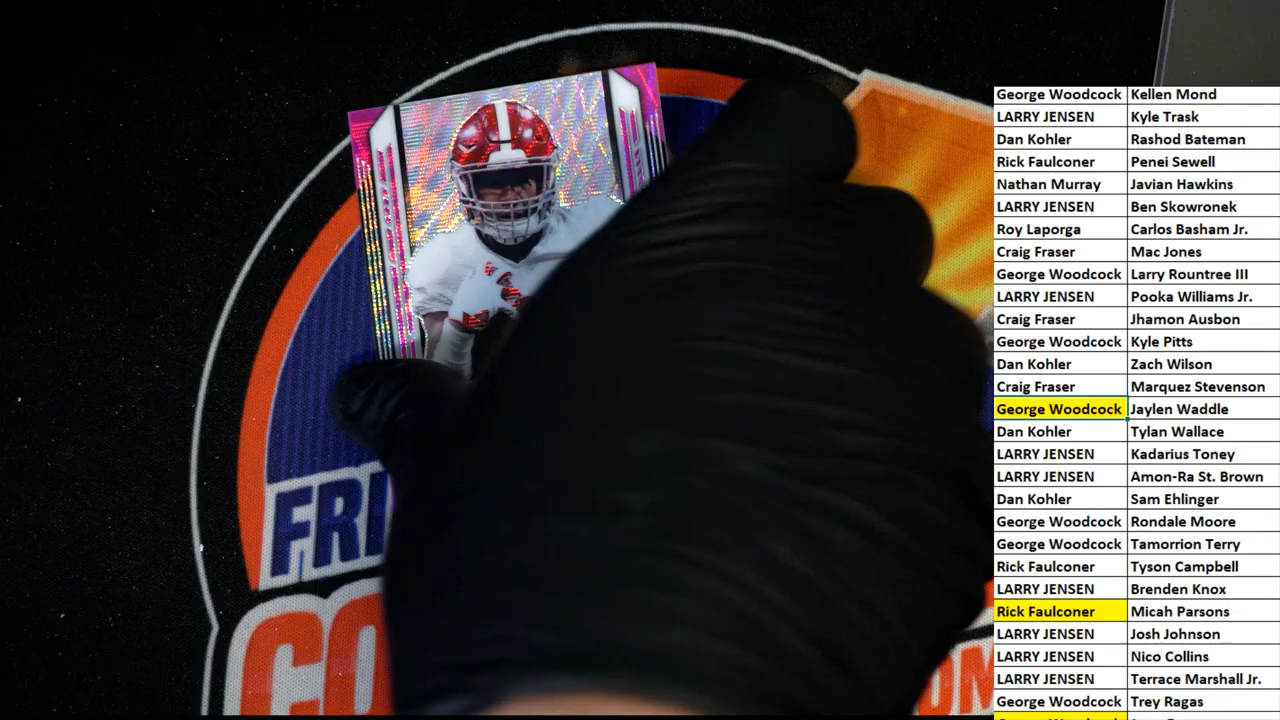 George Woodcock Kellen Mond
LARRY JENSEN Kyle Trask
Dan Kohler Rashod Bateman
Rick Faulconer Penei Sewell
Nathan Murray Javian Hawkins
LARRY JENSEN Ben Skowronek
Roy Laporga Carlos Basham Jr.
Craig Fraser Mac Jones
George Woodcock Larry Rountree III
LARRY JENSEN Pooka Williams Jr.
Craig Fraser Jhamon Ausbon
George Woodcock Kyle Pitts
Dan Kohler Zach Wilson
Craig Fraser Marquez Stevenson
George Woodcock Jaylen Waddle
Dan Kohler Tylan Wallace
LARRY JENSEN Kadarius Toney
LARRY JENSEN Amon-Ra St. Brown
Dan Kohler Sam Ehlinger
George Woodcock Rondale Moore
George Woodcock Tamorrion Terry
Rick Faulconer Tyson Campbell
LARRY JENSEN Brenden Knox
Rick Faulconer Micah Parsons
LARRY JENSEN Josh Johnson
LARRY JENSEN Nico Collins
LARRY JENSEN Terrace Marshall Jr.
George Woodcock Trey Ragas
FRI
CO OM